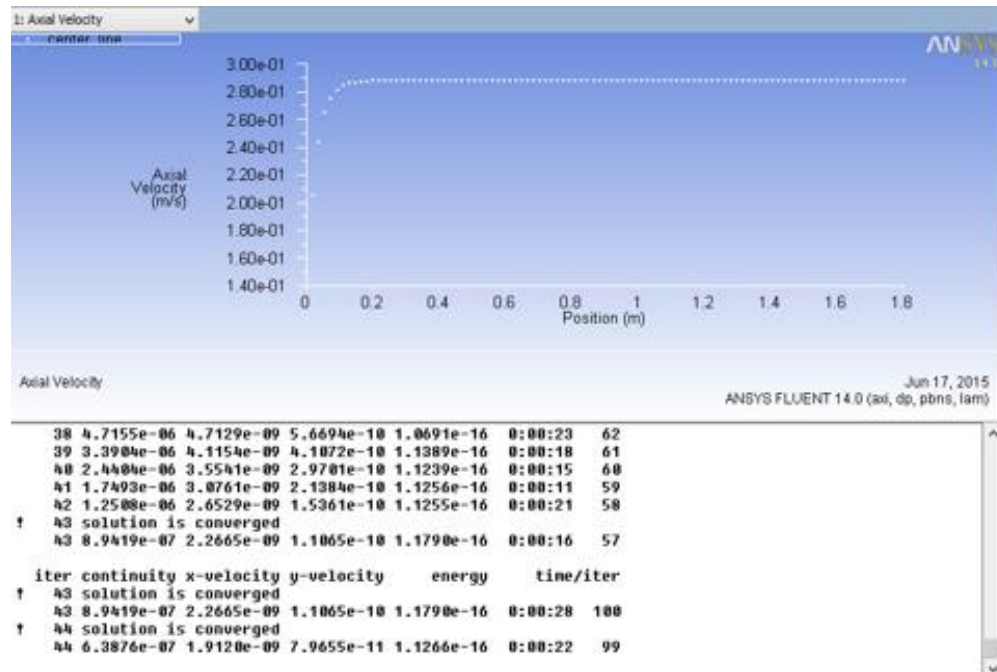 1: Axial Velocity
center line
ANSYS
14.0
3.00e-01
2.80e-01
2.60e-01
2.40e-01
2.20e-01
2.00e-01
1.80e-01
1.60e-01
1.40e-01
Axial
Velocity
(m/s)
0 0.2 0.4 0.6 0.8 1 1.2 1.4 1.6 1.8
Position (m)
Axial Velocity
Jun 17, 2015
ANSYS FLUENT 14.0 (axi, dp, pbns, lam)
38 4.7155e-06 4.7129e-09 5.6694e-10 1.0691e-16 0:00:23 62
39 3.3904e-06 4.1154e-09 4.1072e-10 1.1389e-16 0:00:18 61
40 2.4404e-06 3.5541e-09 2.9701e-10 1.1239e-16 0:00:15 60
41 1.7493e-06 3.0761e-09 2.1384e-10 1.1256e-16 0:00:11 59
42 1.2508e-06 2.6529e-09 1.5361e-10 1.1255e-16 0:00:21 58
! 43 solution is converged
43 8.9419e-07 2.2665e-09 1.1065e-10 1.1790e-16 0:00:16 57
iter continuity x-velocity y-velocity energy time/iter
! 43 solution is converged
43 8.9419e-07 2.2665e-09 1.1065e-10 1.1790e-16 0:00:28 100
! 44 solution is converged
44 6.3876e-07 1.9120e-09 7.9655e-11 1.1266e-16 0:00:22 99